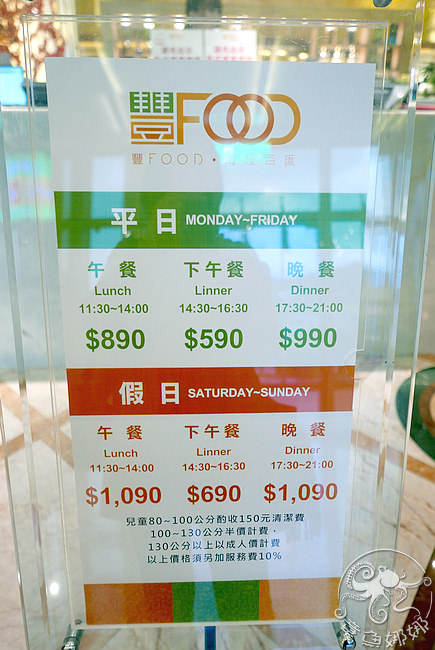 豐FOOD
豐FOOD・
平日 MONDAY~FRIDAY
午餐 下午餐 晚餐
Lunch Linner Dinner
11:30~14:00 14:30~16:30 17:30~21:00
$890 $590 $990
假日 SATURDAY~SUNDAY
午餐 下午餐 晚餐
Lunch Linner Dinner
11:30~14:00 14:30~16:30 17:30~21:00
$1,090 $690 $1,090
兒童80~100公分酌收150元清潔費
100~130公分半價計費，
130公分以上以成人價計費
以上價格須另加服務費10%
章魚娜娜